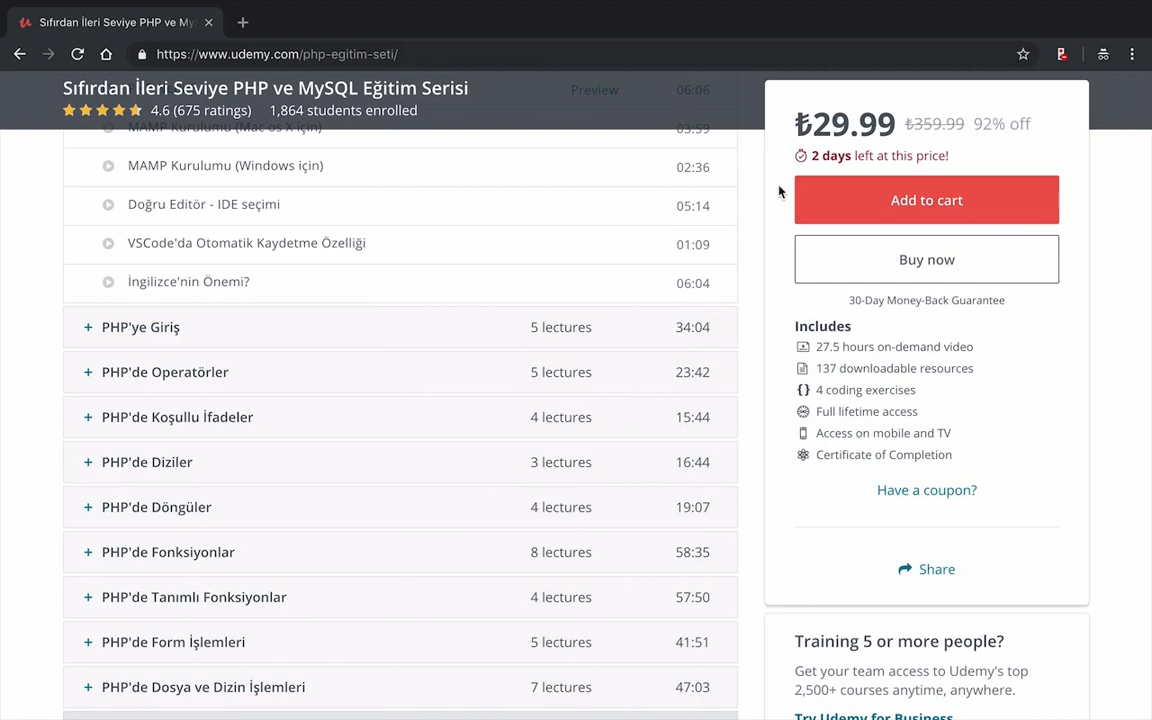 Sıfırdan İleri Seviye PHP ve My
https://www.udemy.com/php-egitim-seti/
Sıfırdan İleri Seviye PHP ve MySQL Eğitim Serisi
4.6 (675 ratings) 1,864 students enrolled
Preview 06:06
MAMP Kurulumu (Mac os X için) 03:59
MAMP Kurulumu (Windows için) 02:36
Doğru Editör - IDE seçimi 05:14
VSCode'da Otomatik Kaydetme Özelliği 01:09
İngilizce'nin Önemi? 06:04
+ PHP'ye Giriş 5 lectures 34:04
+ PHP'de Operatörler 5 lectures 23:42
+ PHP'de Koşullu İfadeler 4 lectures 15:44
+ PHP'de Diziler 3 lectures 16:44
+ PHP'de Döngüler 4 lectures 19:07
+ PHP'de Fonksiyonlar 8 lectures 58:35
+ PHP'de Tanımlı Fonksiyonlar 4 lectures 57:50
+ PHP'de Form İşlemleri 5 lectures 41:51
+ PHP'de Dosya ve Dizin İşlemleri 7 lectures 47:03
₺29.99 ₺359.99 92% off
2 days left at this price!
Add to cart
Buy now
30-Day Money-Back Guarantee
Includes
27.5 hours on-demand video
137 downloadable resources
4 coding exercises
Full lifetime access
Access on mobile and TV
Certificate of Completion
Have a coupon?
Share
Training 5 or more people?
Get your team access to Udemy's top
2,500+ courses anytime, anywhere.
Try Udemy for Business